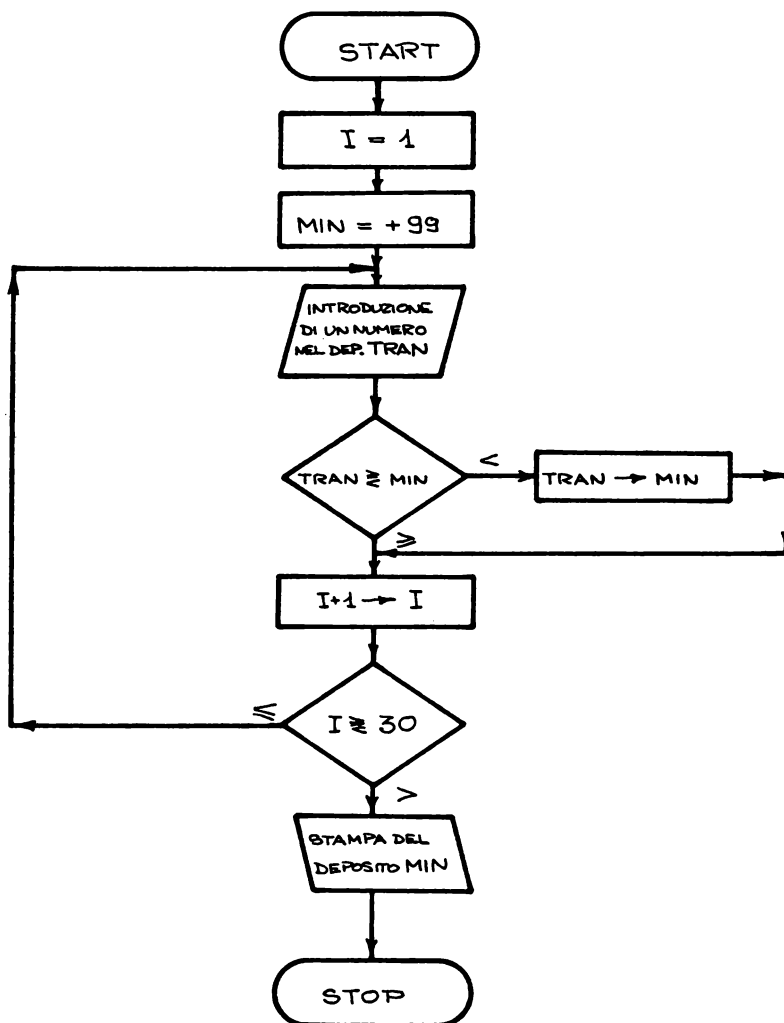 START
I = 1
MIN = +99
INTRODUZIONE
DI UN NUMERO
NEL DEP. TRAN
TRAN ⋛ MIN
<
TRAN → MIN
≥
I+1 → I
I ⋛ 30
≤
>
STAMPA DEL
DEPOSITO MIN
STOP